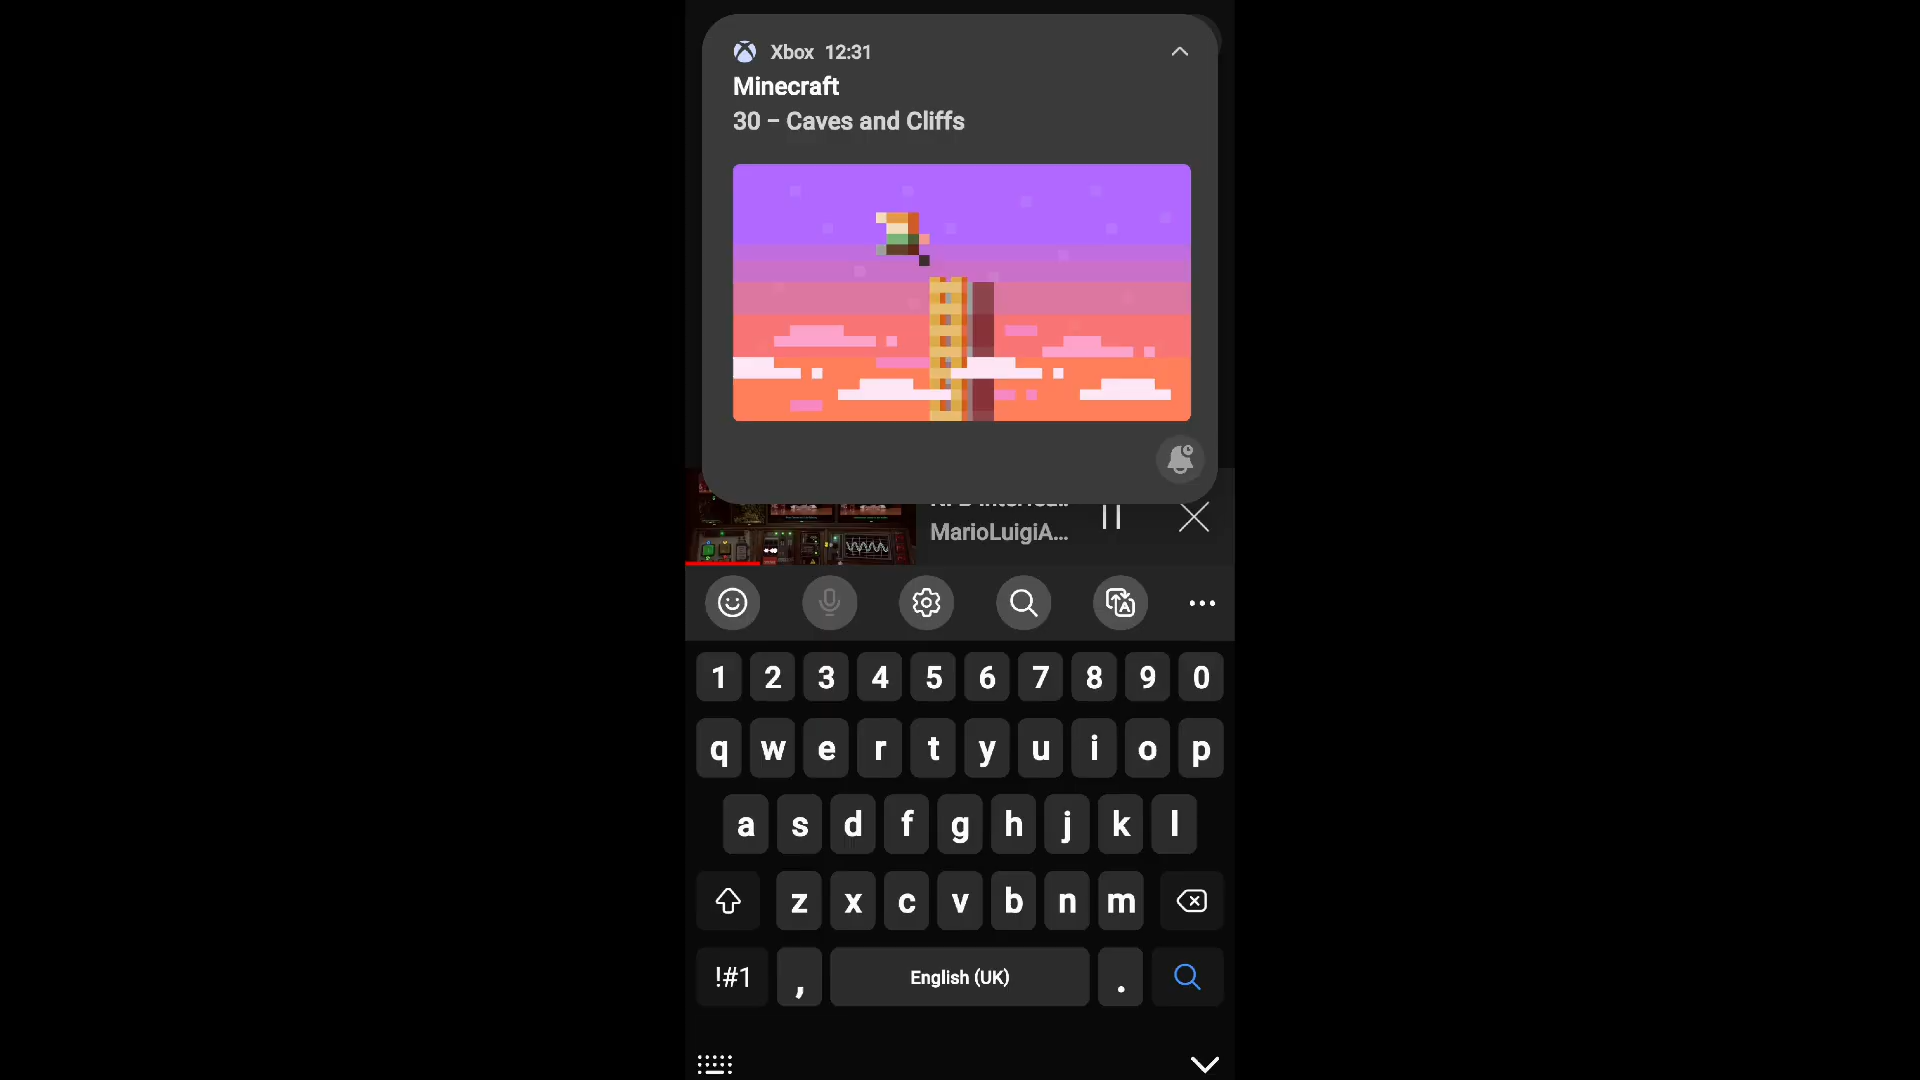 Xbox 12:31
Minecraft
30 – Caves and Cliffs
MarioLuigiA...
1 2 3 4 5 6 7 8 9 0
q w e r t y u i o p
a s d f g h j k l
z x c v b n m
!#1 , English (UK) .